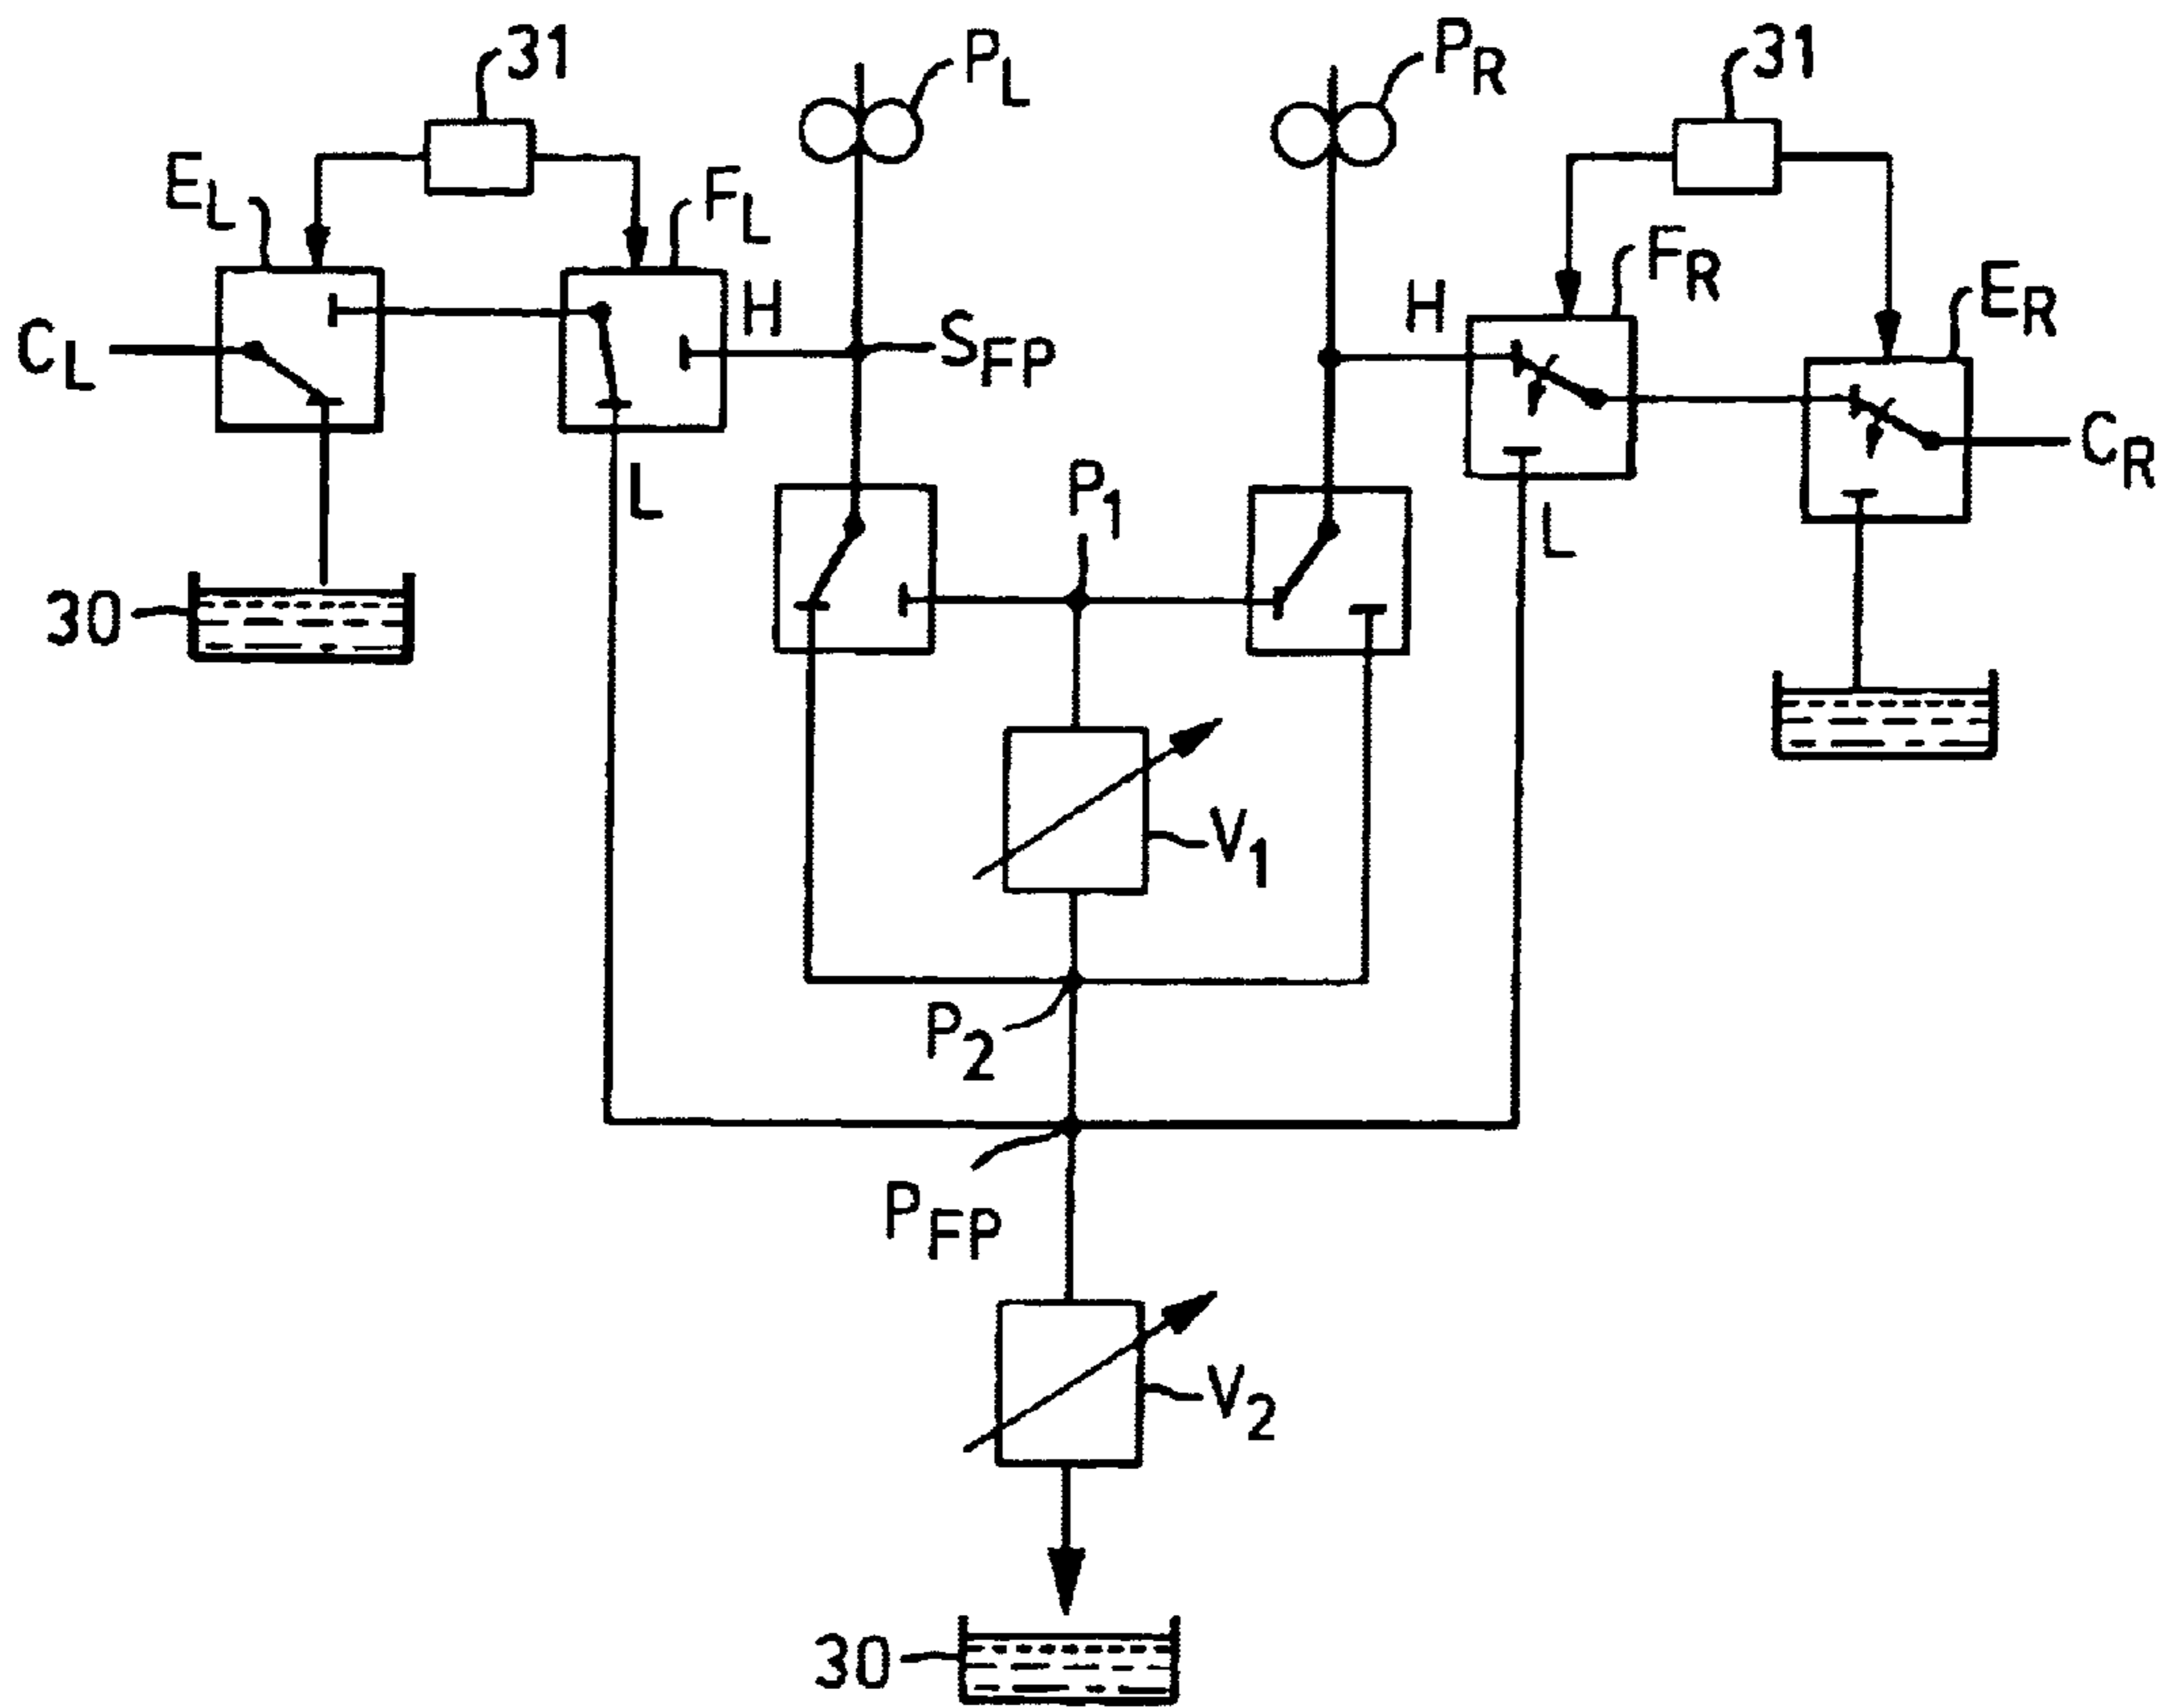 31
P_L
P_R
31
E_L
F_L
F_R
E_R
H
H
C_L
S_FP
C_R
L
P_1
L
30
V_1
P_2
P_FP
V_2
30